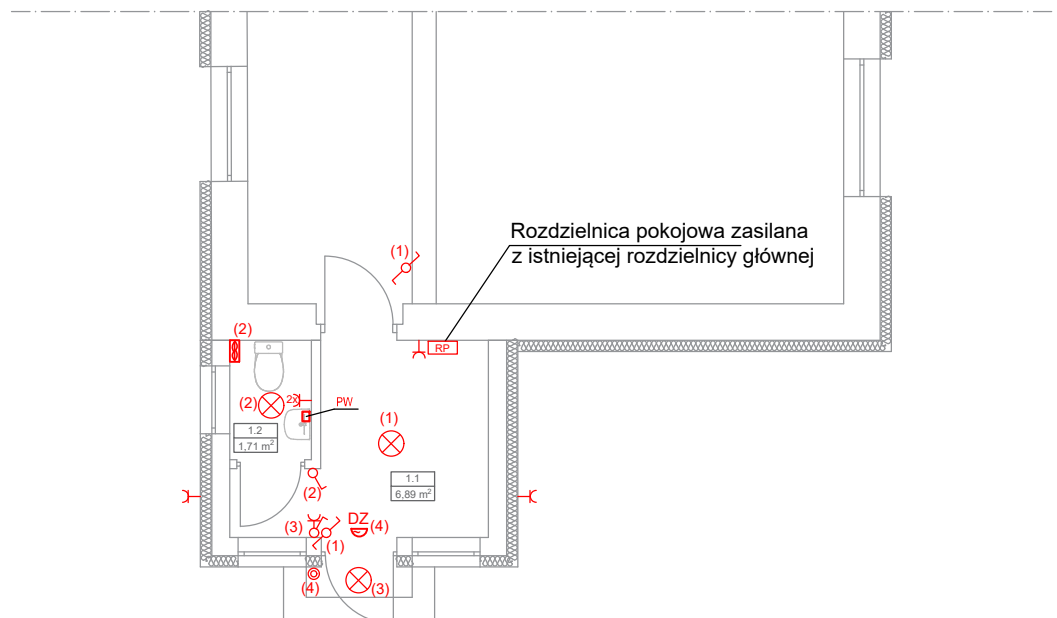 Rozdzielnica pokojowa zasilana
z istniejącej rozdzielnicy głównej
(1)
(2)
RP
(2)
2X
PW
(1)
1.2
1,71 m²
1.1
6,89 m²
(2)
DZ
(3)
(4)
(1)
(4)
(3)